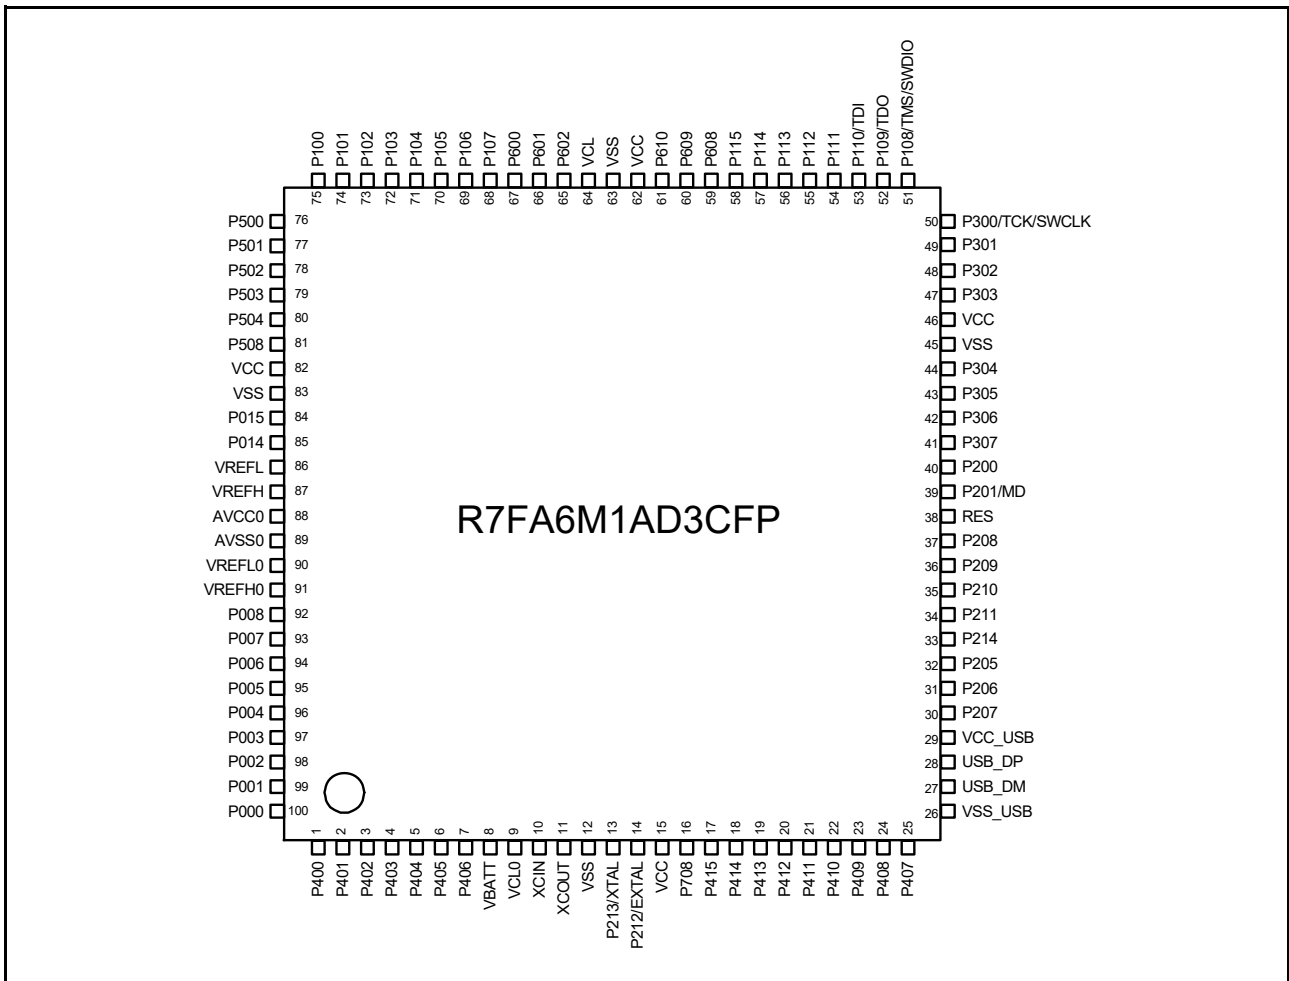 P100 P101 P102 P103 P104 P105 P106 P107 P600 P601 P602 VCL VSS VCC P610 P609 P608 P115 P114 P113 P112 P111 P110/TDI P109/TDO P108/TMS/SWDIO
75 74 73 72 71 70 69 68 67 66 65 64 63 62 61 60 59 58 57 56 55 54 53 52 51
P500 76 50 P300/TCK/SWCLK
P501 77 49 P301
P502 78 48 P302
P503 79 47 P303
P504 80 46 VCC
P508 81 45 VSS
VCC 82 44 P304
VSS 83 43 P305
P015 84 42 P306
P014 85 41 P307
VREFL 86 40 P200
VREFH 87 39 P201/MD
AVCC0 88 38 RES
R7FA6M1AD3CFP
AVSS0 89 37 P208
VREFL0 90 36 P209
VREFH0 91 35 P210
P008 92 34 P211
P007 93 33 P214
P006 94 32 P205
P005 95 31 P206
P004 96 30 P207
P003 97 29 VCC_USB
P002 98 28 USB_DP
P001 99 27 USB_DM
P000 100 26 VSS_USB
1 2 3 4 5 6 7 8 9 10 11 12 13 14 15 16 17 18 19 20 21 22 23 24 25
P400 P401 P402 P403 P404 P405 P406 VBATT VCL0 XCIN XCOUT VSS P213/XTAL P212/EXTAL VCC P708 P415 P414 P413 P412 P411 P410 P409 P408 P407